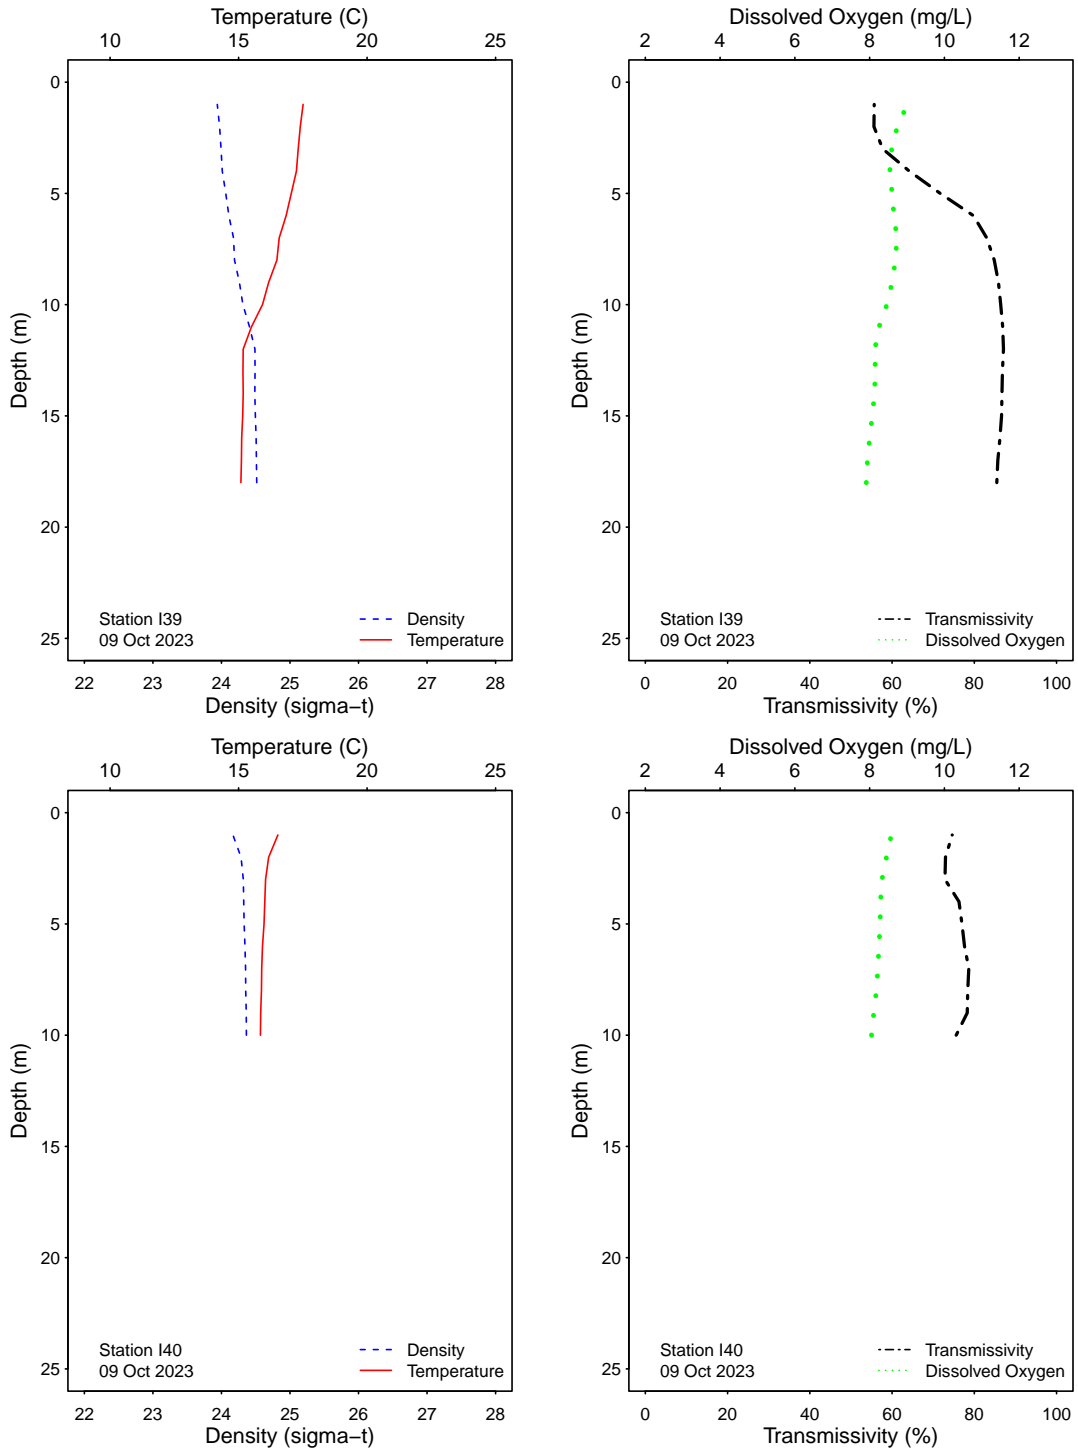 Temperature (C)
10 15 20 25
0
5
10
15
20
25
Depth (m)
Station I39
09 Oct 2023
Density
Temperature
22 23 24 25 26 27 28
Density (sigma−t)
Dissolved Oxygen (mg/L)
2 4 6 8 10 12
0
5
10
15
20
25
Depth (m)
Station I39
09 Oct 2023
Transmissivity
Dissolved Oxygen
0 20 40 60 80 100
Transmissivity (%)
Temperature (C)
10 15 20 25
0
5
10
15
20
25
Depth (m)
Station I40
09 Oct 2023
Density
Temperature
22 23 24 25 26 27 28
Density (sigma−t)
Dissolved Oxygen (mg/L)
2 4 6 8 10 12
0
5
10
15
20
25
Depth (m)
Station I40
09 Oct 2023
Transmissivity
Dissolved Oxygen
0 20 40 60 80 100
Transmissivity (%)